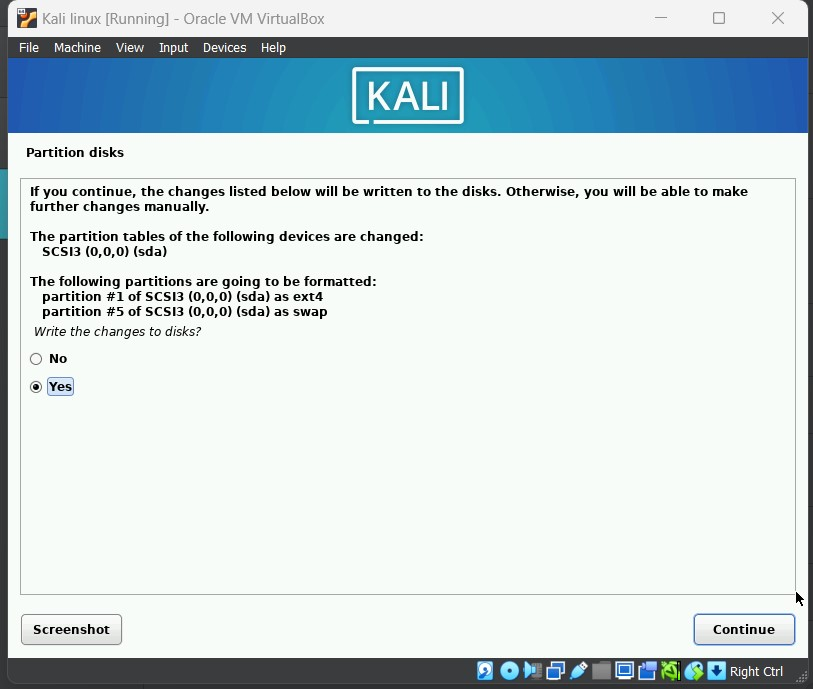 Kali linux [Running] - Oracle VM VirtualBox
File Machine View Input Devices Help
KALI
Partition disks
If you continue, the changes listed below will be written to the disks. Otherwise, you will be able to make
further changes manually.
The partition tables of the following devices are changed:
SCSI3 (0,0,0) (sda)
The following partitions are going to be formatted:
partition #1 of SCSI3 (0,0,0) (sda) as ext4
partition #5 of SCSI3 (0,0,0) (sda) as swap
Write the changes to disks?
No
Yes
Screenshot
Continue
Right Ctrl